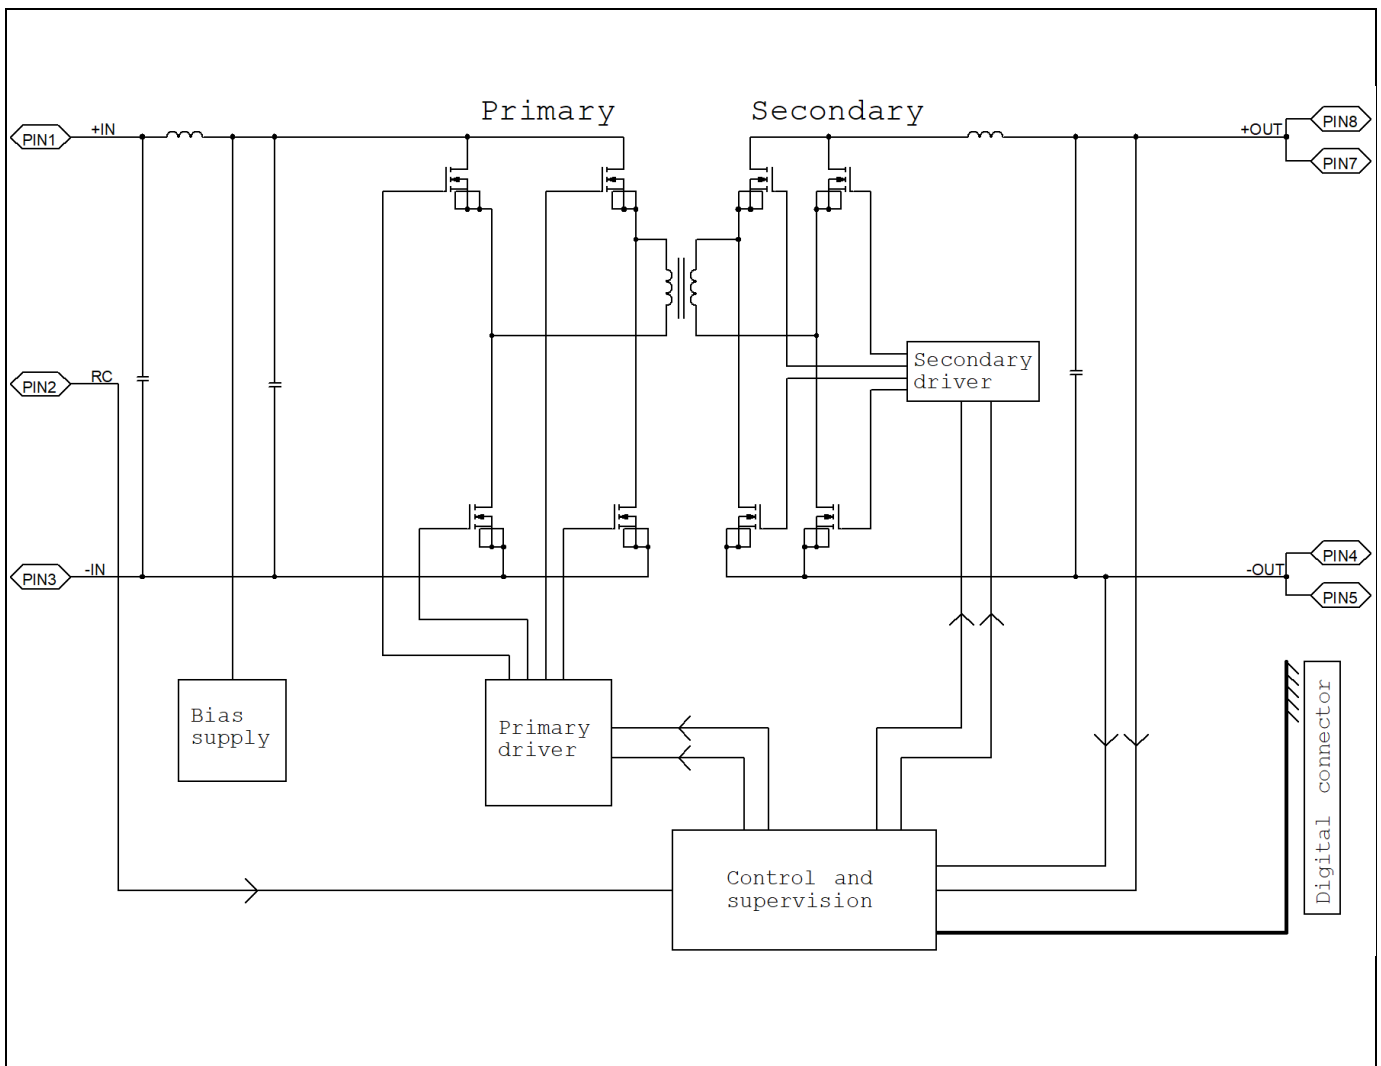 Primary
Secondary
PIN1
+IN
+OUT
PIN8
PIN7
PIN2
RC
Secondary
driver
PIN3
-IN
-OUT
PIN4
PIN5
Bias
supply
Primary
driver
Control and
supervision
Digital connector